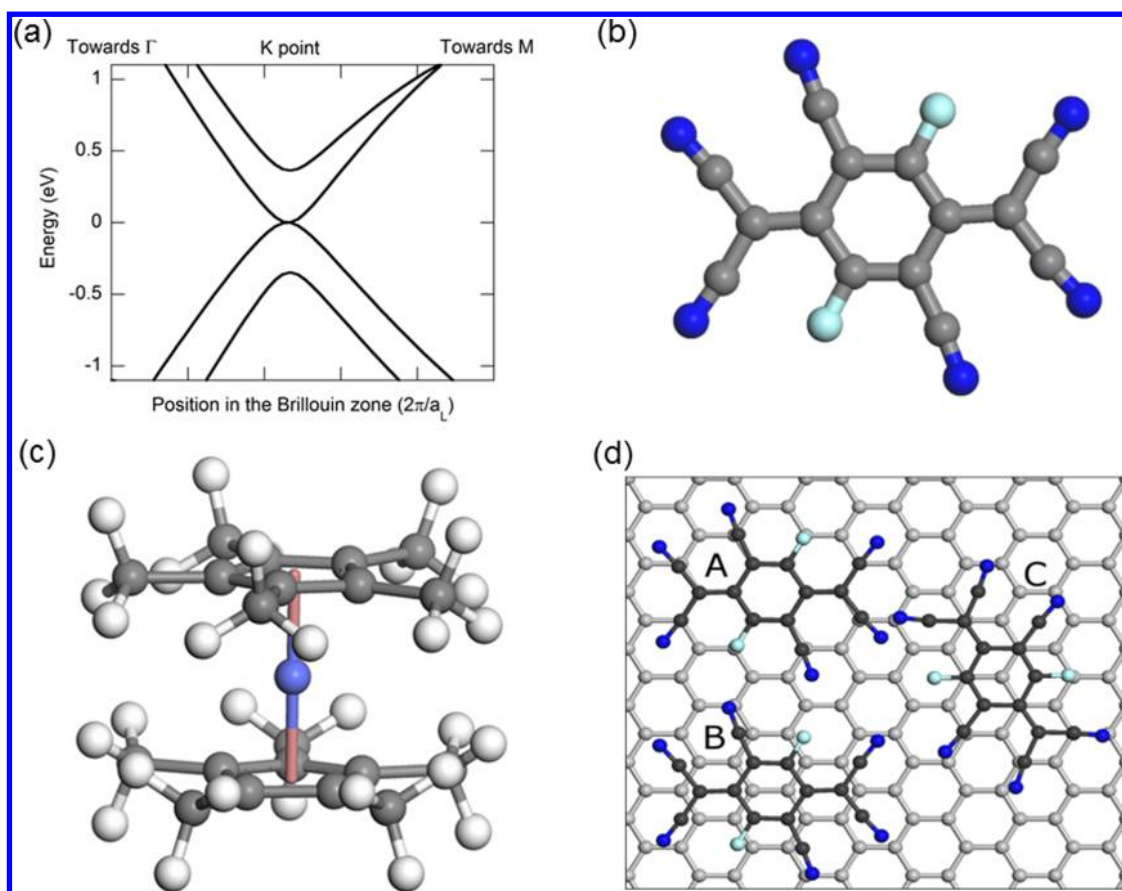 (a)
Towards Γ K point Towards M
1
0.5
0
-0.5
-1
Energy (eV)
Position in the Brillouin zone (2π/a_L)
(b)
(c)
(d)
A
C
B